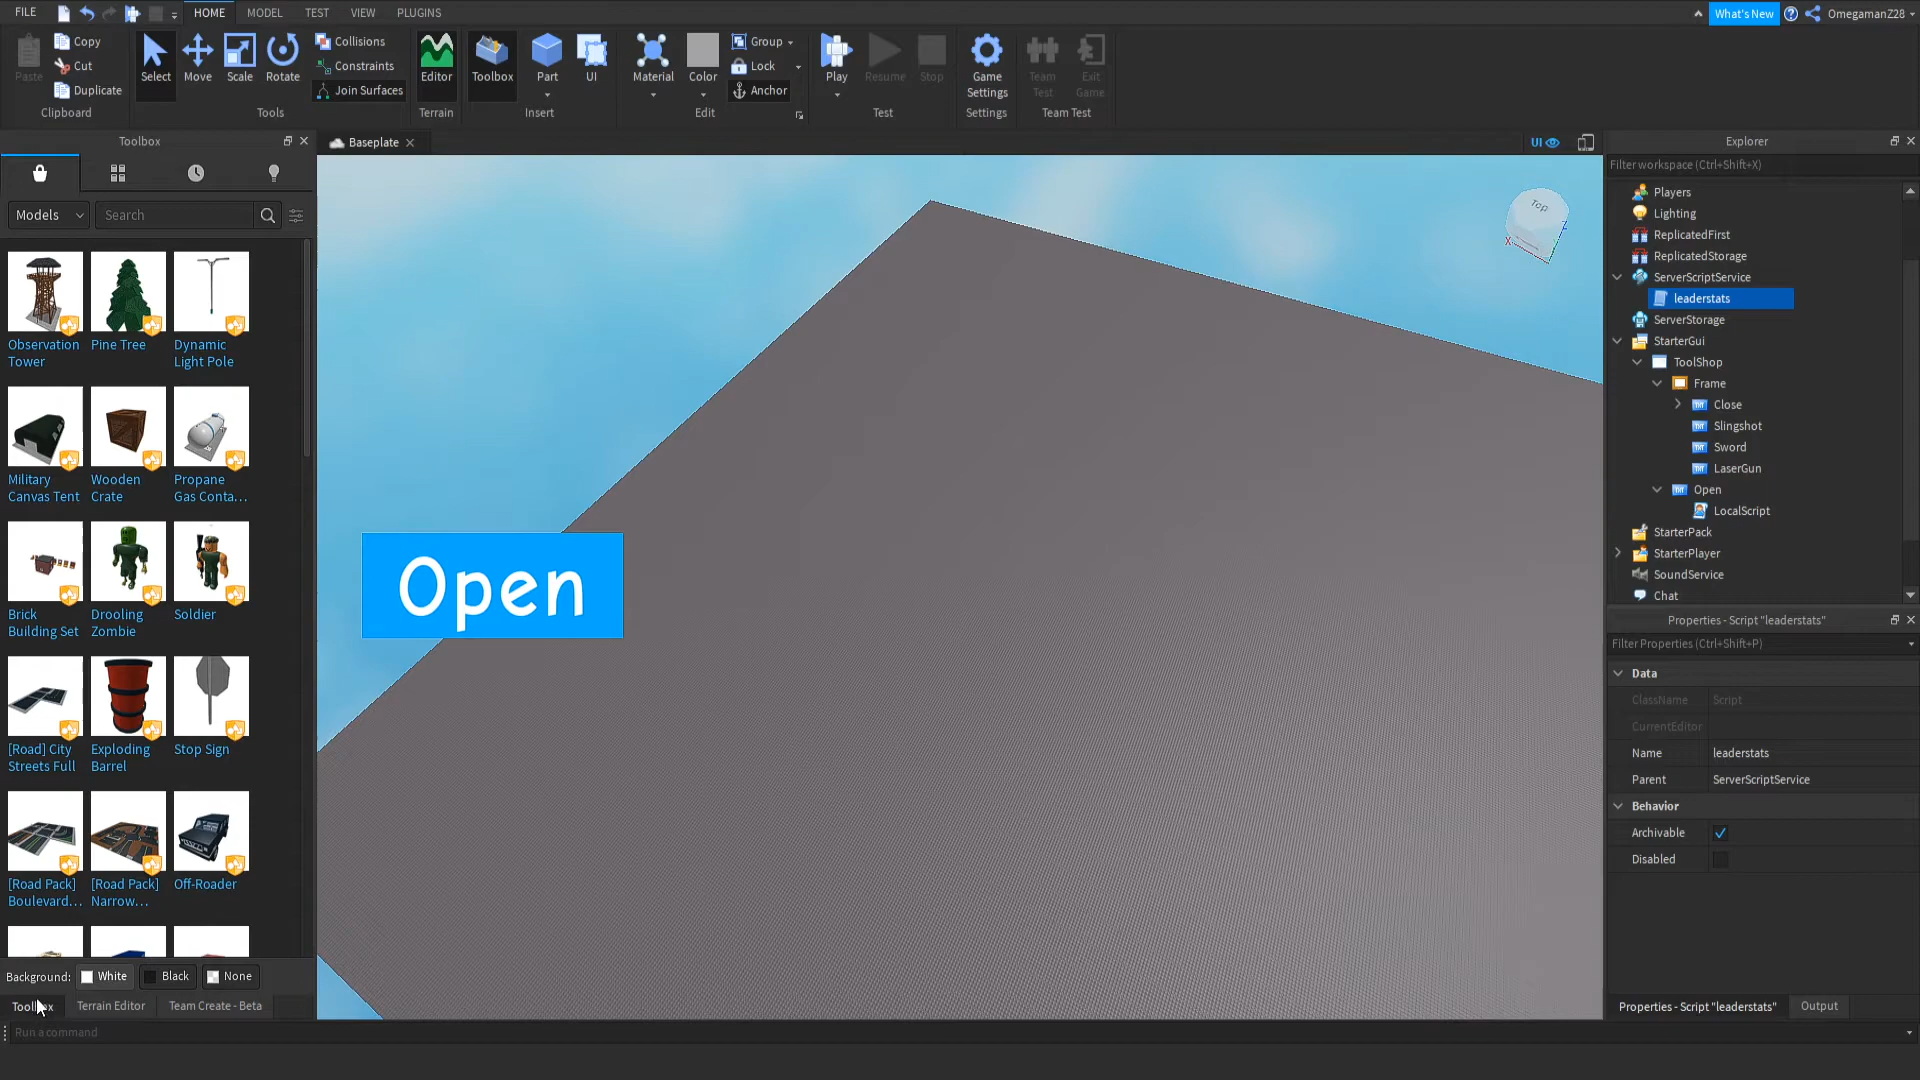 FILE
HOME
MODEL
TEST
VIEW
PLUGINS
What's New
OmegamanZ28
Paste
Copy
Cut
Duplicate
Clipboard
Select
Move
Scale
Rotate
Collisions
Constraints
Join Surfaces
Tools
Editor
Terrain
Toolbox
Part
UI
Insert
Material
Color
Group
Lock
Anchor
Edit
Play
Resume
Stop
Test
Game Settings
Settings
Team Test
Exit Game
Team Test
Toolbox
Models
Search
Observation Tower
Pine Tree
Dynamic Light Pole
Military Canvas Tent
Wooden Crate
Propane Gas Conta...
Brick Building Set
Drooling Zombie
Soldier
[Road] City Streets Full
Exploding Barrel
Stop Sign
[Road Pack] Boulevard...
[Road Pack] Narrow...
Off-Roader
Background:
White
Black
None
Toolbox
Terrain Editor
Team Create - Beta
Run a command
Baseplate
UI
Top
X
Z
Open
Explorer
Filter workspace (Ctrl+Shift+X)
Players
Lighting
ReplicatedFirst
ReplicatedStorage
ServerScriptService
leaderstats
ServerStorage
StarterGui
ToolShop
Frame
Close
Slingshot
Sword
LaserGun
Open
LocalScript
StarterPack
StarterPlayer
SoundService
Chat
Properties - Script "leaderstats"
Filter Properties (Ctrl+Shift+P)
Data
ClassName Script
CurrentEditor
Name leaderstats
Parent ServerScriptService
Behavior
Archivable
Disabled
Properties - Script "leaderstats"
Output